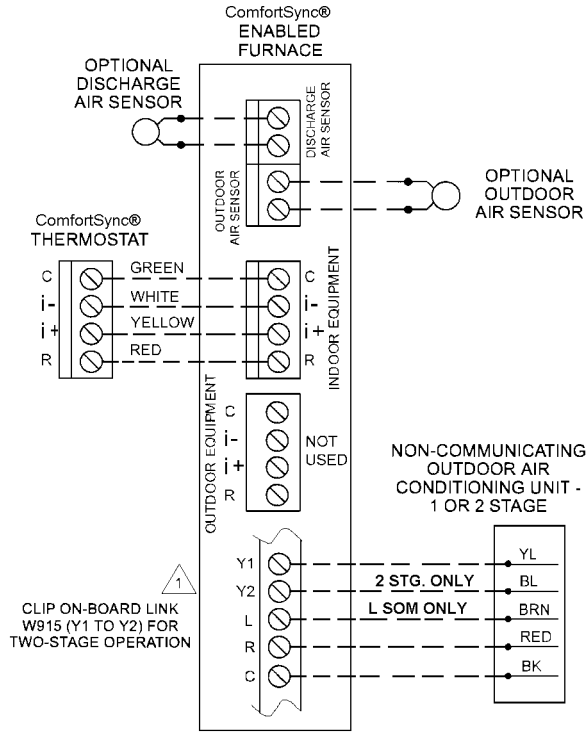 ComfortSync®
ENABLED
FURNACE
OPTIONAL
DISCHARGE
AIR SENSOR
DISCHARGE
AIR SENSOR
OUTDOOR
AIR SENSOR
OPTIONAL
OUTDOOR
AIR SENSOR
ComfortSync®
THERMOSTAT
C GREEN C
i- WHITE i-
i+ YELLOW i+
R RED R
INDOOR EQUIPMENT
OUTDOOR EQUIPMENT
C
i-
i+
R
NOT
USED
NON-COMMUNICATING
OUTDOOR AIR
CONDITIONING UNIT -
1 OR 2 STAGE
Y1 YL
Y2 2 STG. ONLY BL
L L SOM ONLY BRN
R RED
C BK
1
CLIP ON-BOARD LINK
W915 (Y1 TO Y2) FOR
TWO-STAGE OPERATION